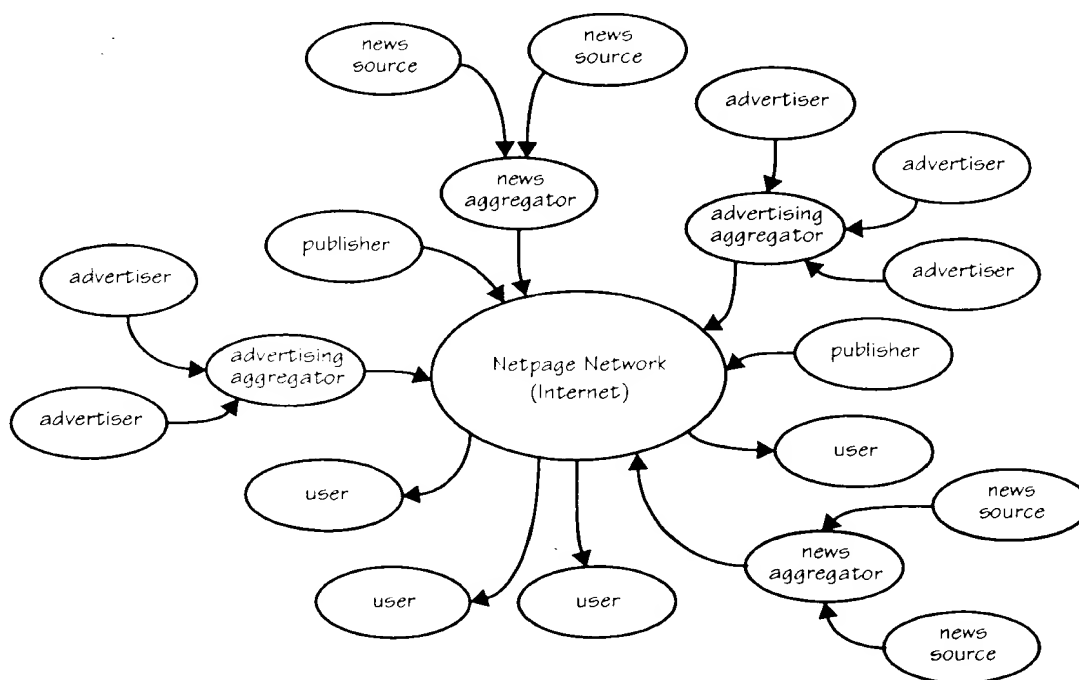 news
source
news
source
advertiser
advertiser
news
aggregator
advertising
aggregator
publisher
advertiser
advertiser
publisher
Netpage Network
(Internet)
advertising
aggregator
advertiser
user
user
news
source
news
aggregator
user
user
news
source